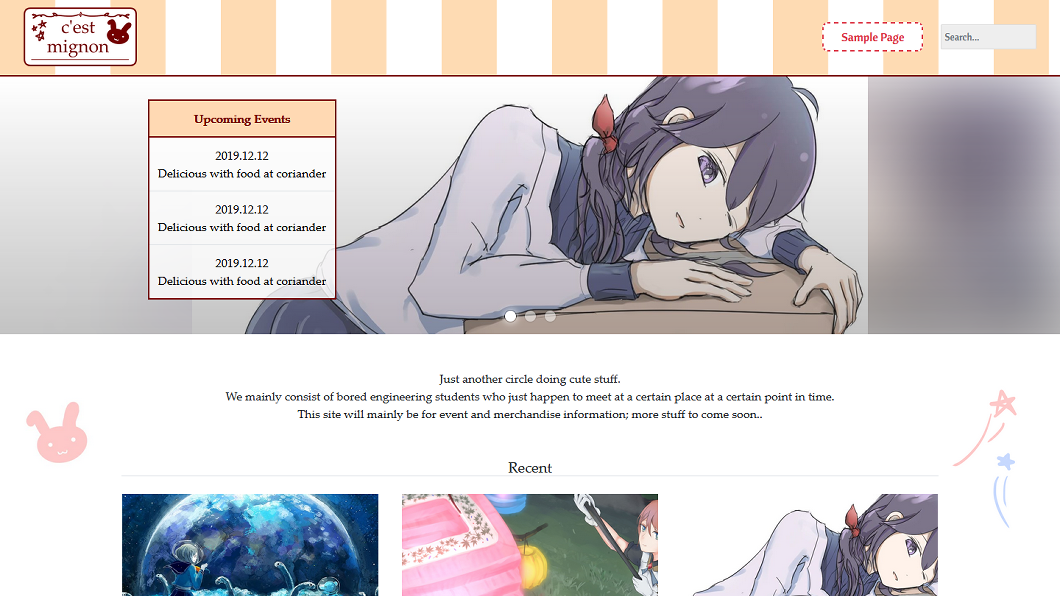 c'est
mignon
Sample Page
Search...
Upcoming Events
2019.12.12
Delicious with food at coriander
2019.12.12
Delicious with food at coriander
2019.12.12
Delicious with food at coriander
Just another circle doing cute stuff.
We mainly consist of bored engineering students who just happen to meet at a certain place at a certain point in time.
This site will mainly be for event and merchandise information; more stuff to come soon..
Recent